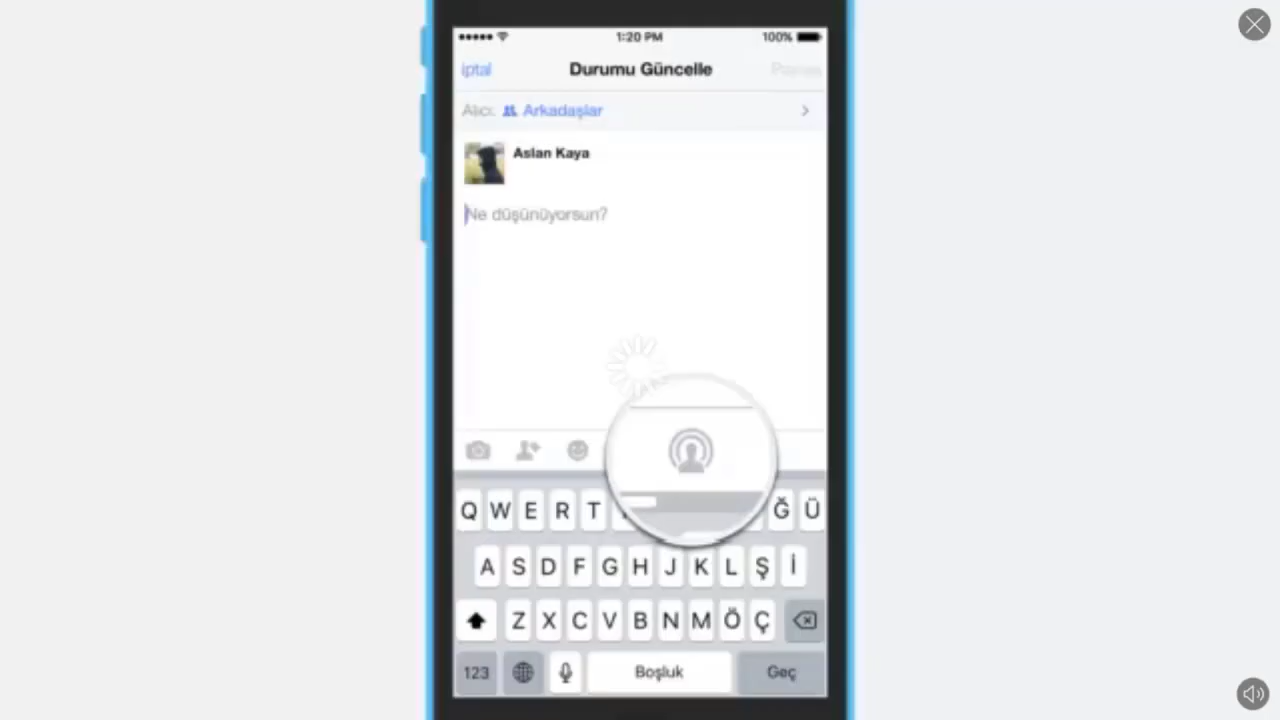 1:20 PM 100%
İptal Durumu Güncelle
Alıcı: Arkadaşlar
Aslan Kaya
Ne düşünüyorsun?
Q W E R T Ğ Ü
A S D F G H J K L Ş İ
Z X C V B N M Ö Ç
123 Boşluk Geç